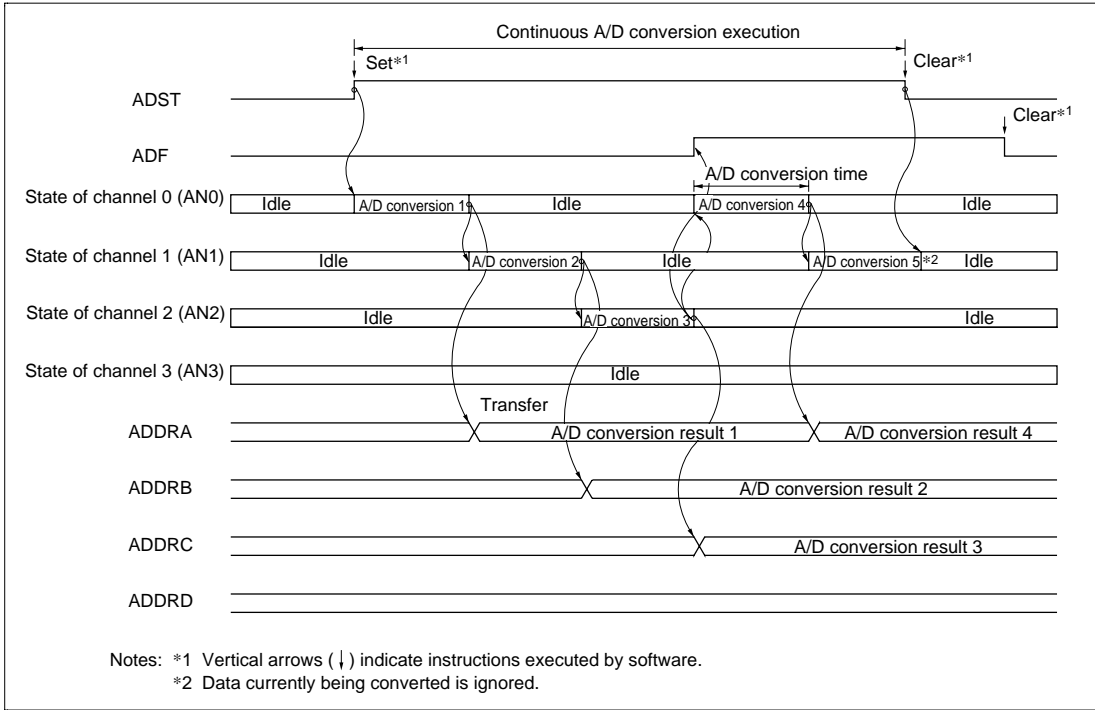 Continuous A/D conversion execution
Set*1
Clear*1
ADST
Clear*1
ADF
A/D conversion time
State of channel 0 (AN0)
Idle
A/D conversion 1
Idle
A/D conversion 4
Idle
State of channel 1 (AN1)
Idle
A/D conversion 2
Idle
A/D conversion 5
*2
Idle
State of channel 2 (AN2)
Idle
A/D conversion 3
Idle
State of channel 3 (AN3)
Idle
Transfer
ADDRA
A/D conversion result 1
A/D conversion result 4
ADDRB
A/D conversion result 2
ADDRC
A/D conversion result 3
ADDRD
Notes: *1 Vertical arrows (↓) indicate instructions executed by software.
*2 Data currently being converted is ignored.